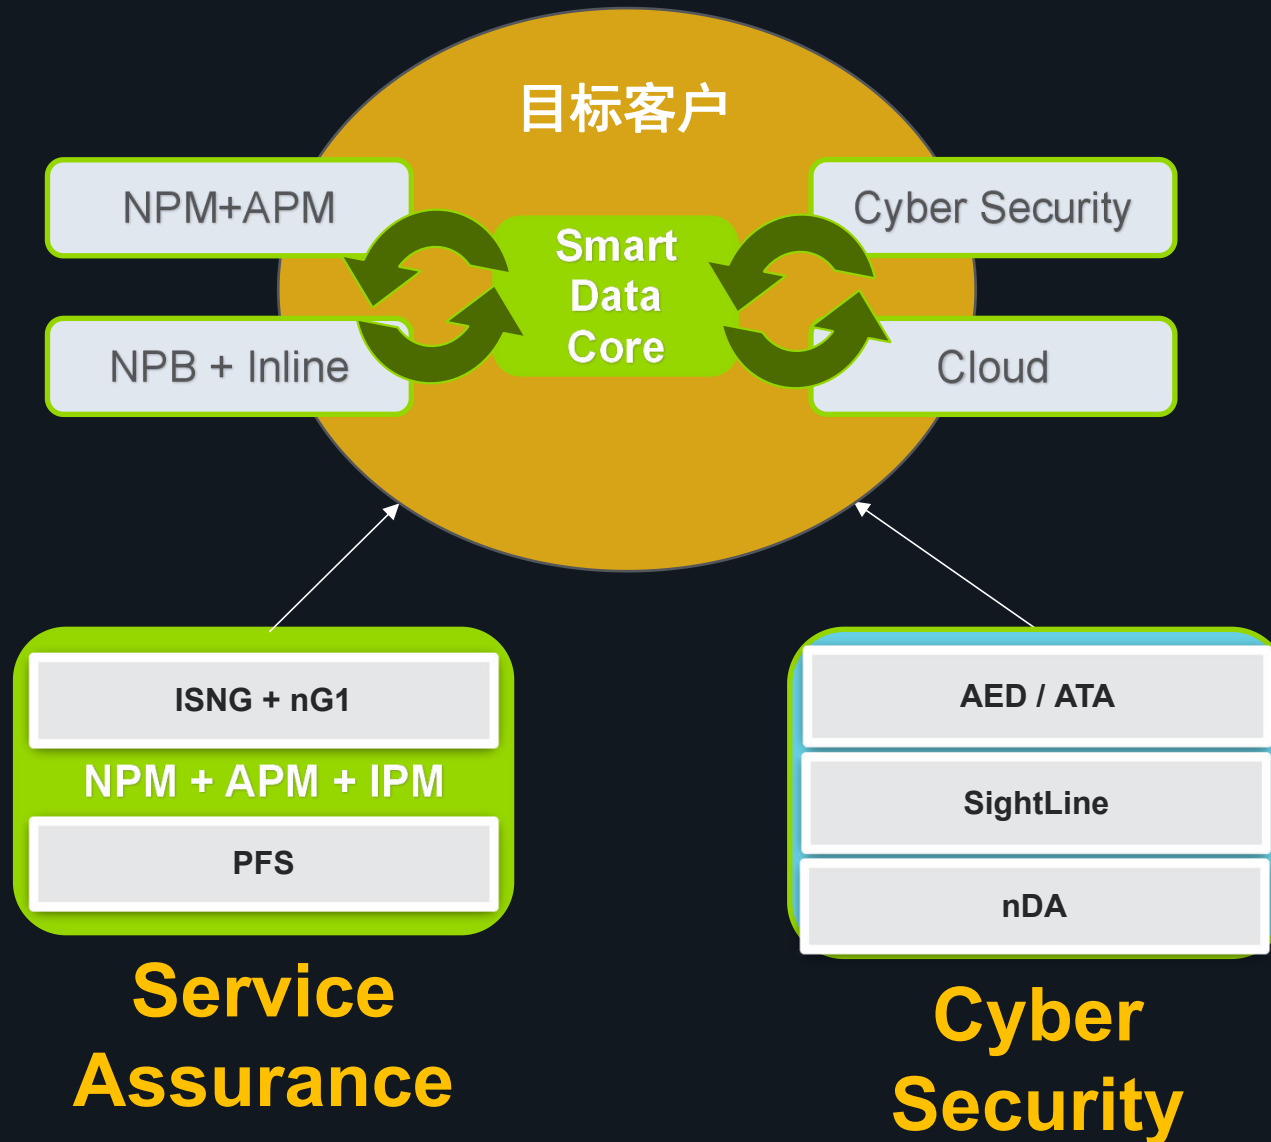 目标客户
NPM+APM
Cyber Security
Smart
Data
Core
NPB + Inline
Cloud
ISNG + nG1
NPM + APM + IPM
PFS
Service
Assurance
AED / ATA
SightLine
nDA
Cyber
Security